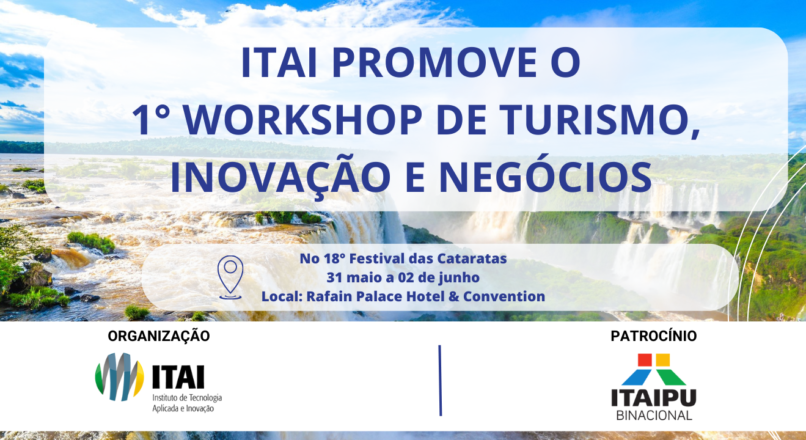 ITAI PROMOVE O
1° WORKSHOP DE TURISMO,
INOVAÇÃO E NEGÓCIOS
No 18º Festival das Cataratas
31 maio a 02 de junho
Local: Rafain Palace Hotel & Convention
ORGANIZAÇÃO
ITAI
Instituto de Tecnologia
Aplicada e Inovação
PATROCÍNIO
ITAIPU
BINACIONAL